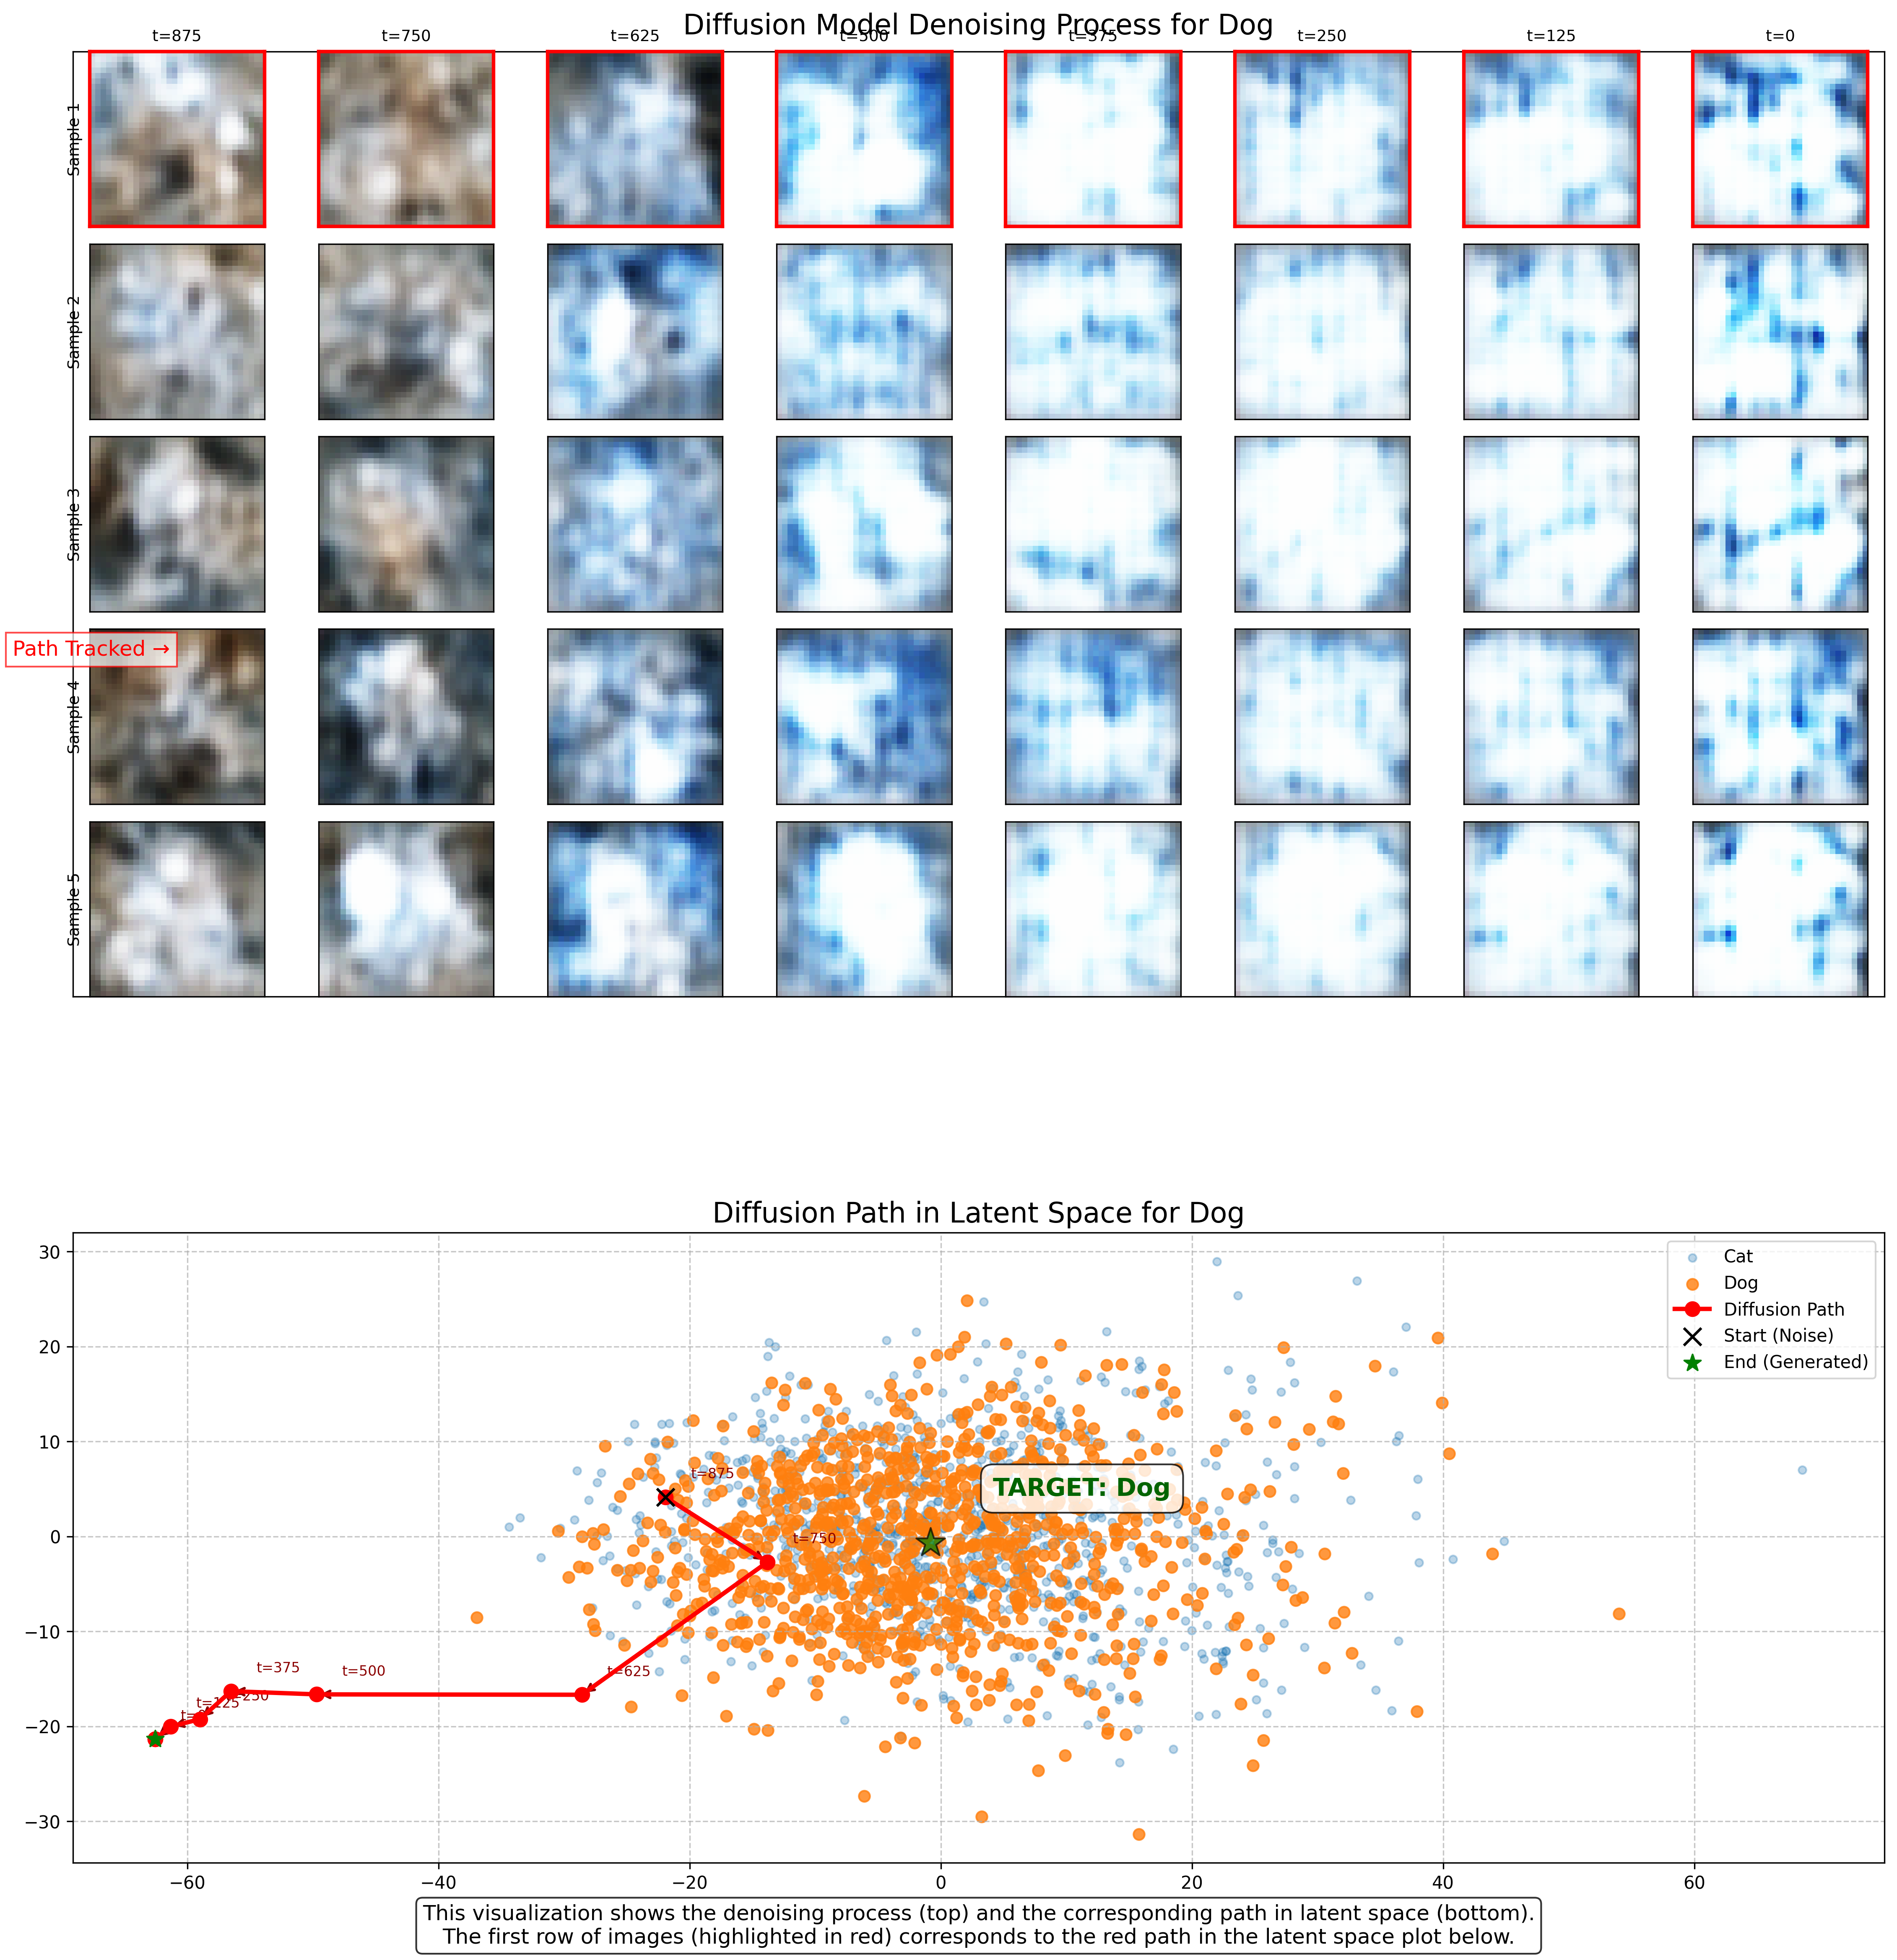 Diffusion Model Denoising Process for Dog
t=875 t=750 t=625 t=500 t=375 t=250 t=125 t=0
Sample 1
Sample 2
Sample 3
Path Tracked →
Sample 4
Sample 5
Diffusion Path in Latent Space for Dog
30
20
10
0
−10
−20
−30
Cat
Dog
Diffusion Path
Start (Noise)
End (Generated)
t=875
TARGET: Dog
t=750
t=625
t=500
t=375
t=250
t=125
−60 −40 −20 0 20 40 60
This visualization shows the denoising process (top) and the corresponding path in latent space (bottom).
The first row of images (highlighted in red) corresponds to the red path in the latent space plot below.